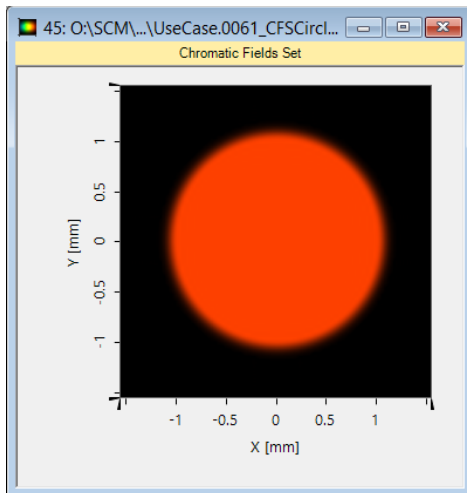 45: O:\SCM\...\UseCase.0061_CFSCircl...
Chromatic Fields Set
1
0.5
0
-0.5
-1
Y [mm]
-1 -0.5 0 0.5 1
X [mm]